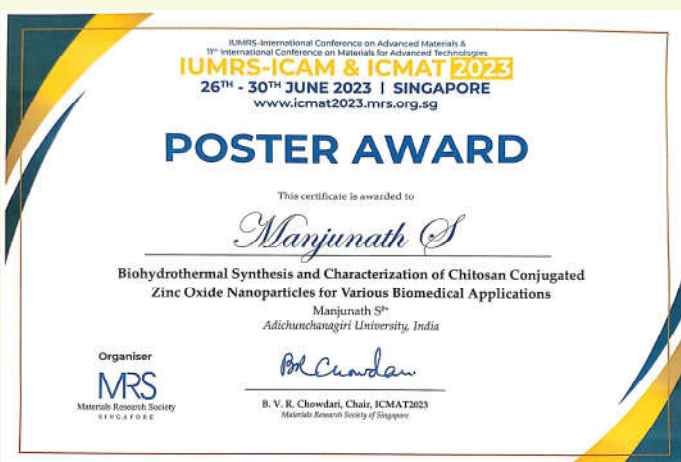 IUMRS-International Conference on Advanced Materials &
11th International Conference on Materials for Advanced Technologies
IUMRS-ICAM & ICMAT 2023
26TH - 30TH JUNE 2023 | SINGAPORE
www.icmat2023.mrs.org.sg
POSTER AWARD
This certificate is awarded to
Manjunath S
Biohydrothermal Synthesis and Characterization of Chitosan Conjugated
Zinc Oxide Nanoparticles for Various Biomedical Applications
Manjunath S
Adichunchanagiri University, India
Organiser
MRS
Materials Research Society
SINGAPORE
BVR Chowdari
B. V. R. Chowdari, Chair, ICMAT2023
Materials Research Society of Singapore